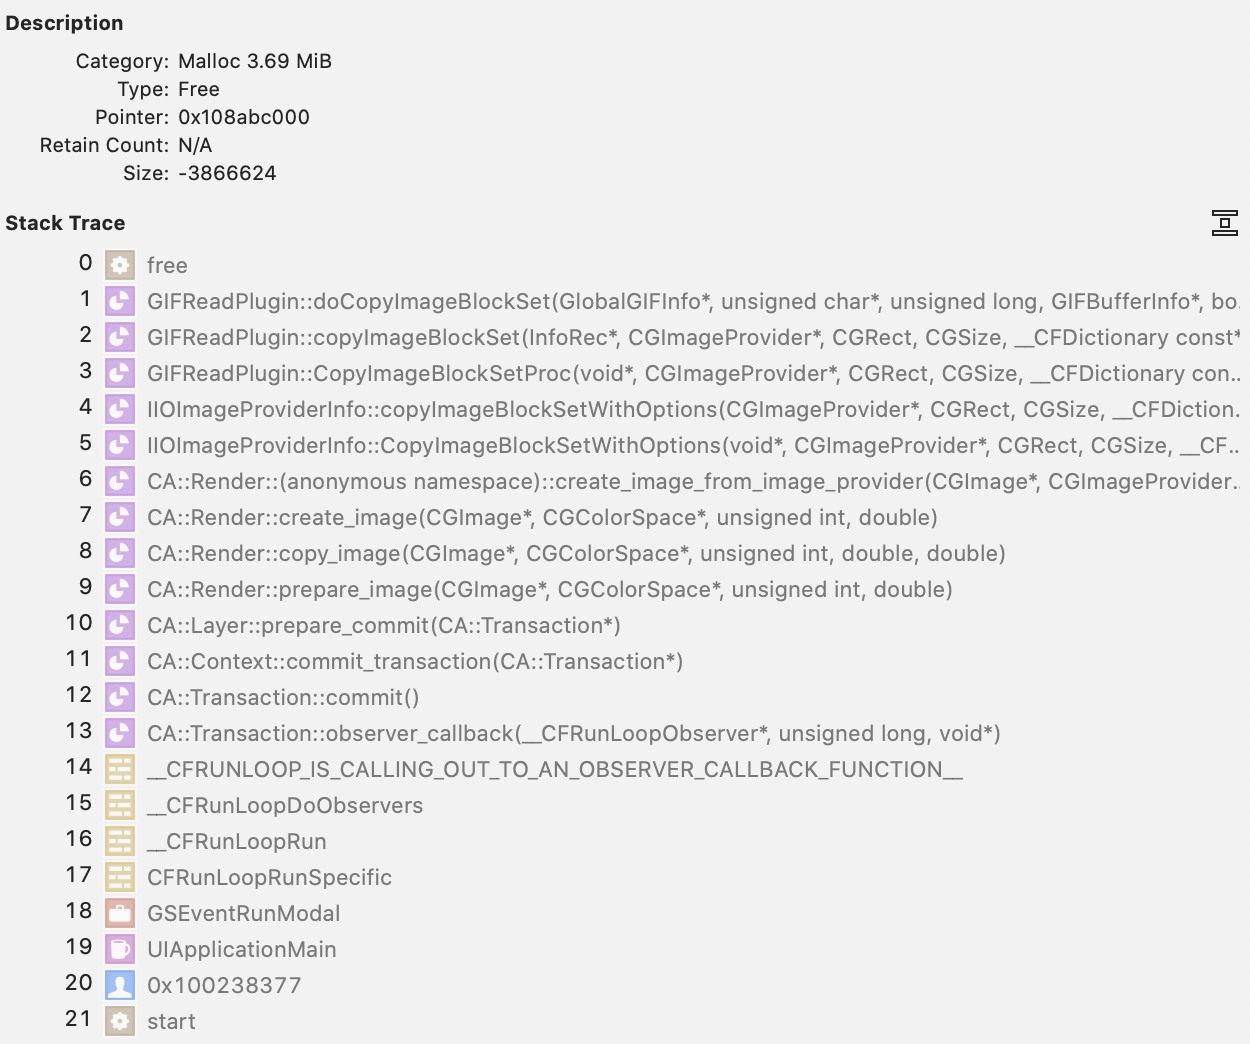 Description
Category: Malloc 3.69 MiB
Type: Free
Pointer: 0x108abc000
Retain Count: N/A
Size: -3866624
Stack Trace
0 free
1 GIFReadPlugin::doCopyImageBlockSet(GlobalGIFInfo*, unsigned char*, unsigned long, GIFBufferInfo*, bo...
2 GIFReadPlugin::copyImageBlockSet(InfoRec*, CGImageProvider*, CGRect, CGSize, __CFDictionary const*
3 GIFReadPlugin::CopyImageBlockSetProc(void*, CGImageProvider*, CGRect, CGSize, __CFDictionary con...
4 IIOImageProviderInfo::copyImageBlockSetWithOptions(CGImageProvider*, CGRect, CGSize, __CFDiction...
5 IIOImageProviderInfo::CopyImageBlockSetWithOptions(void*, CGImageProvider*, CGRect, CGSize, __CF...
6 CA::Render::(anonymous namespace)::create_image_from_image_provider(CGImage*, CGImageProvider...
7 CA::Render::create_image(CGImage*, CGColorSpace*, unsigned int, double)
8 CA::Render::copy_image(CGImage*, CGColorSpace*, unsigned int, double, double)
9 CA::Render::prepare_image(CGImage*, CGColorSpace*, unsigned int, double)
10 CA::Layer::prepare_commit(CA::Transaction*)
11 CA::Context::commit_transaction(CA::Transaction*)
12 CA::Transaction::commit()
13 CA::Transaction::observer_callback(__CFRunLoopObserver*, unsigned long, void*)
14 __CFRUNLOOP_IS_CALLING_OUT_TO_AN_OBSERVER_CALLBACK_FUNCTION__
15 __CFRunLoopDoObservers
16 __CFRunLoopRun
17 CFRunLoopRunSpecific
18 GSEventRunModal
19 UIApplicationMain
20 0x100238377
21 start